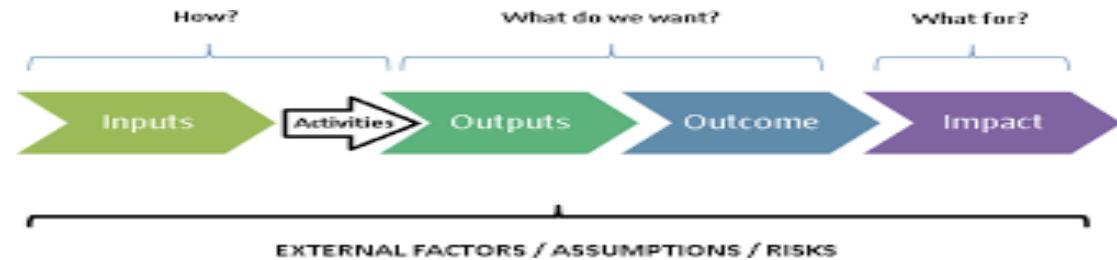 How? What do we want? What for?
Inputs Activities Outputs Outcome Impact
EXTERNAL FACTORS / ASSUMPTIONS / RISKS